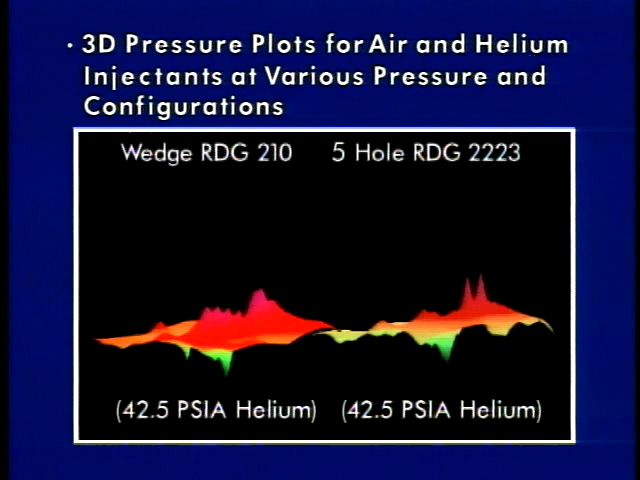 · 3D Pressure Plots for Air and Helium
Injectants at Various Pressure and
Configurations
Wedge RDG 210 5 Hole RDG 2223
(42.5 PSIA Helium) (42.5 PSIA Helium)